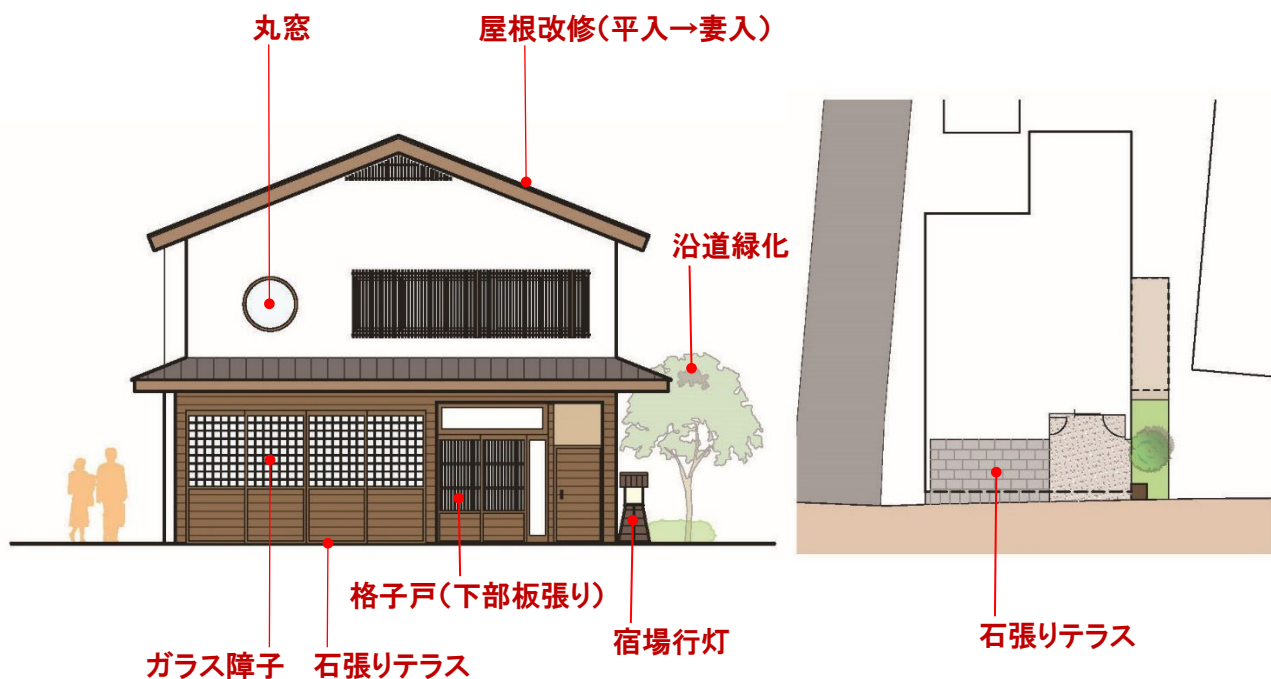 丸窓
屋根改修(平入→妻入)
沿道緑化
格子戸(下部板張り)
宿場行灯
石張りテラス
ガラス障子
石張りテラス